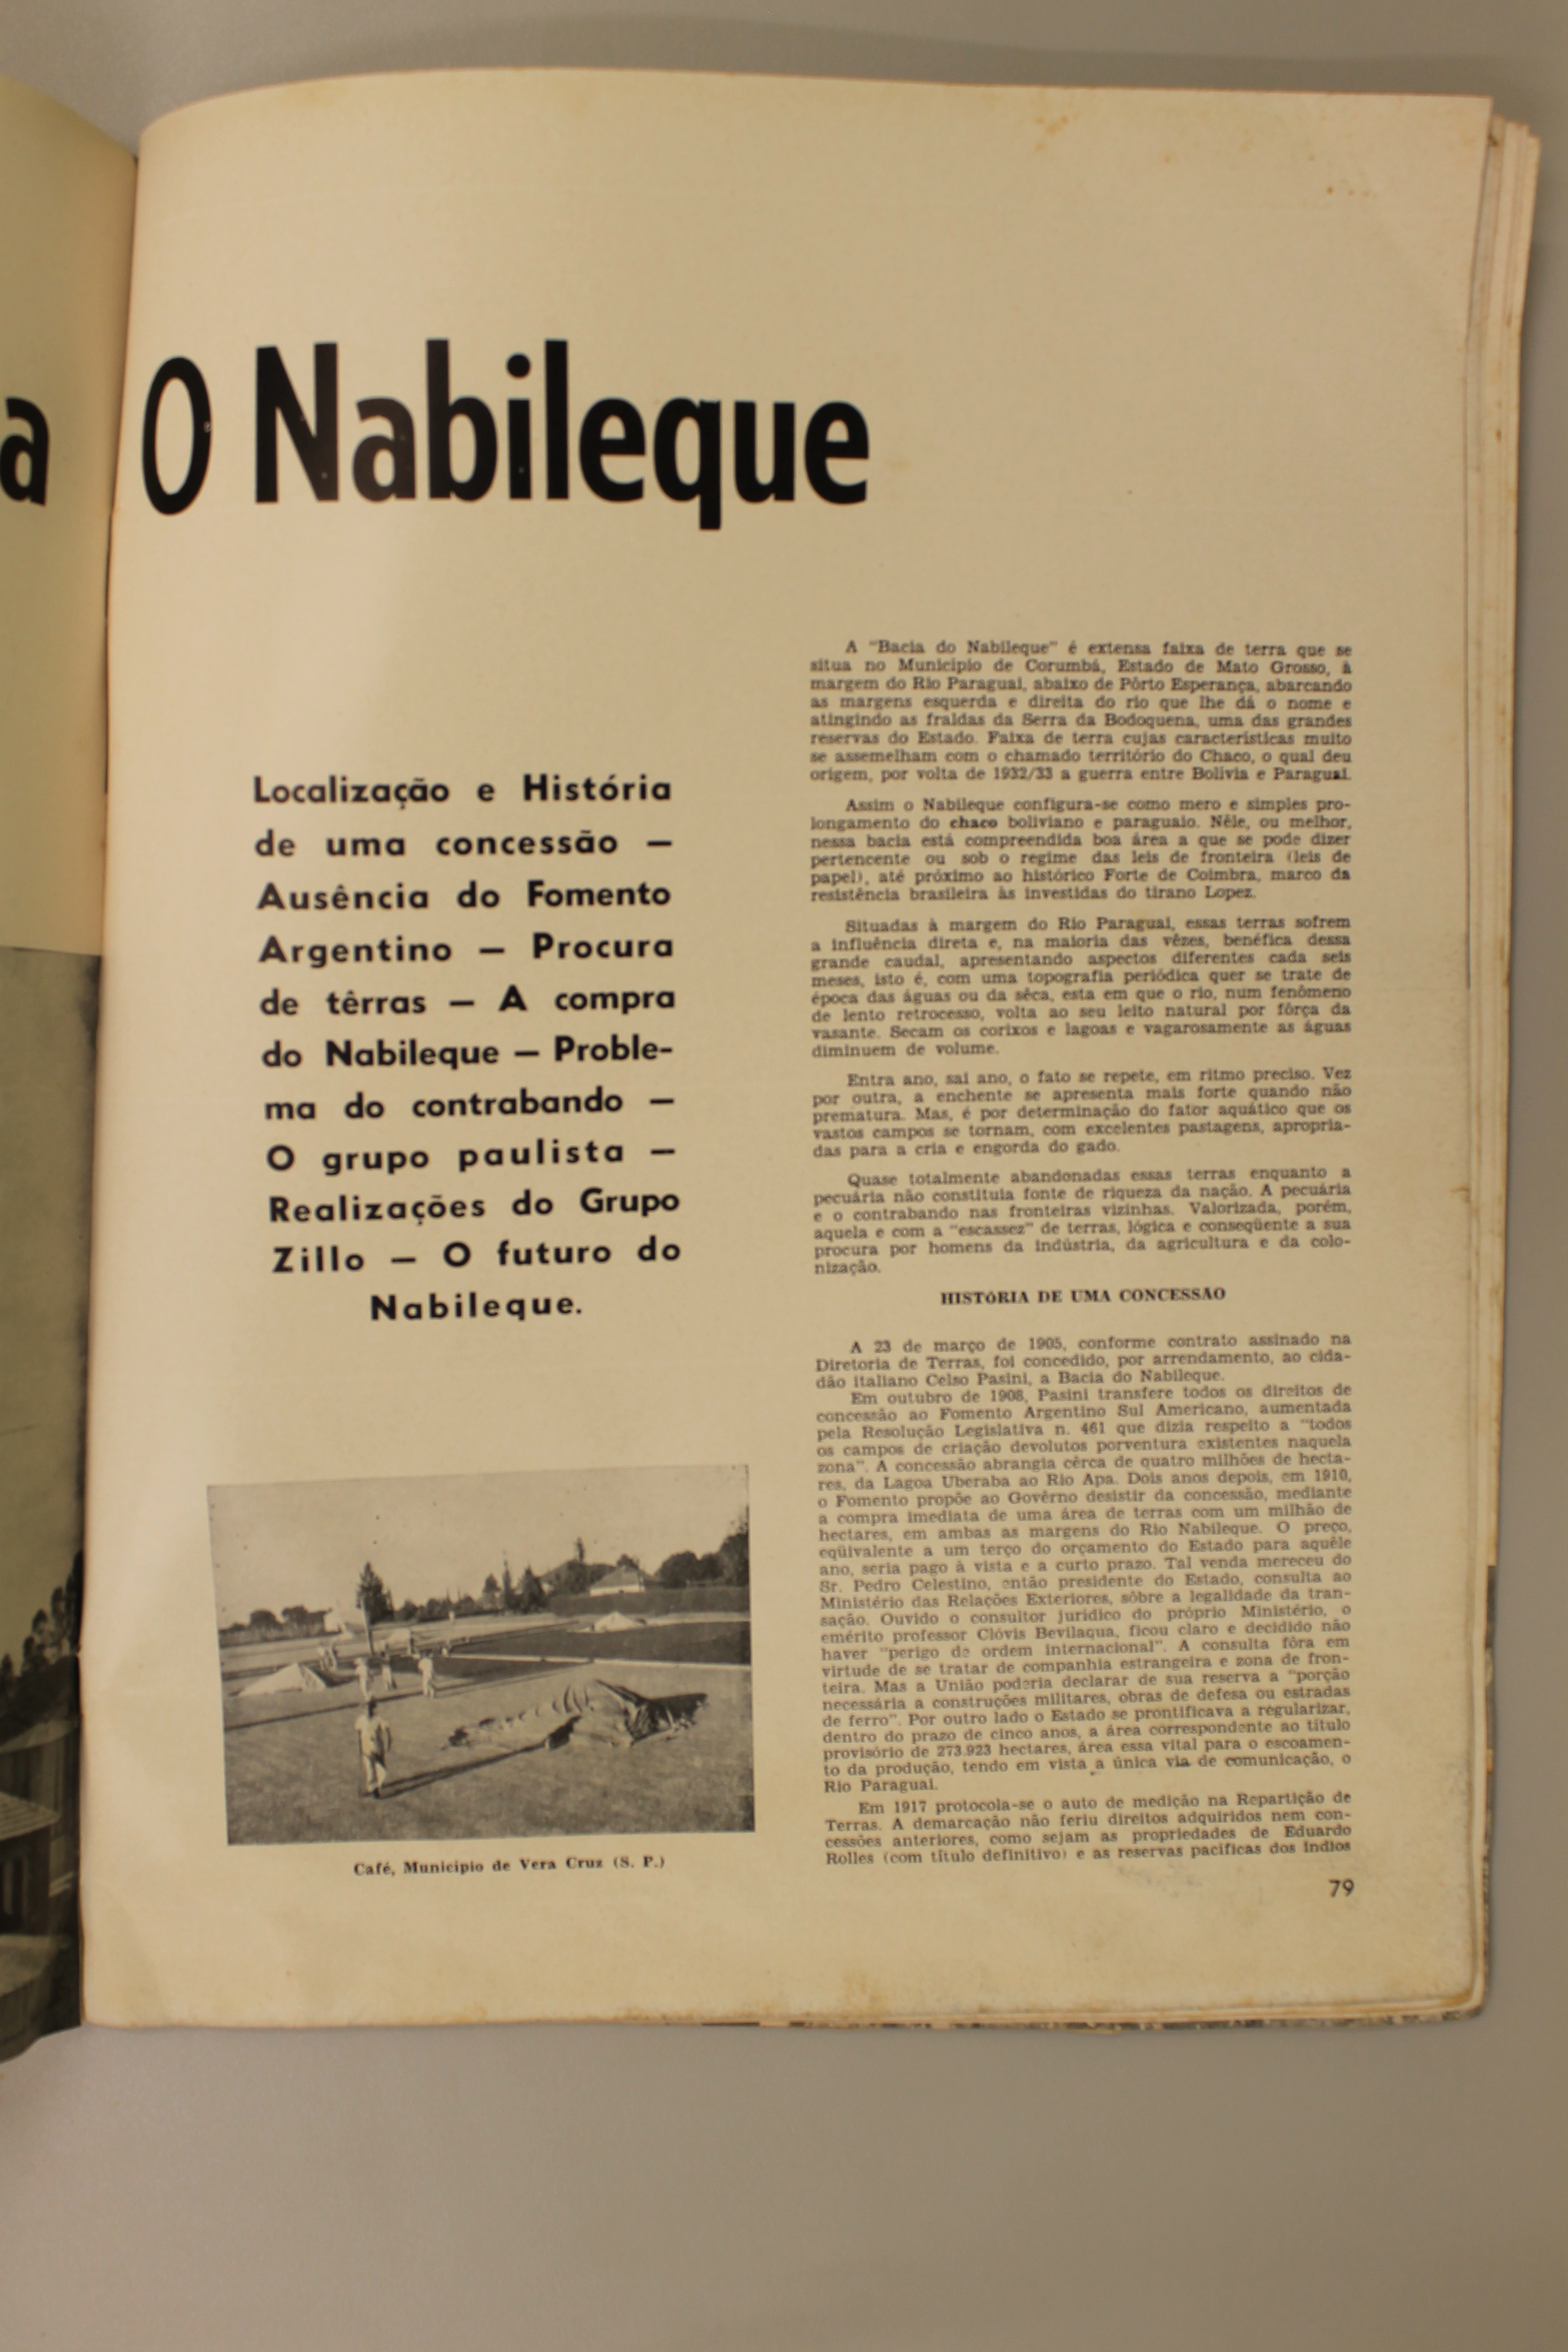 a
O Nabileque
Localização e História
de uma concessão —
Ausência do Fomento
Argentino — Procura
de têrras — A compra
do Nabileque — Proble-
ma do contrabando —
O grupo paulista —
Realizações do Grupo
Zillo — O futuro do
Nabileque.
Café, Município de Vera Cruz (S. P.)
A "Bacia do Nabileque" é extensa faixa de terra que se
situa no Município de Corumbá, Estado de Mato Grosso, à
margem do Rio Paraguai, abaixo de Pôrto Esperança, abarcando
as margens esquerda e direita do rio que lhe dá o nome e
atingindo as fraldas da Serra da Bodoquena, uma das grandes
reservas do Estado. Faixa de terra cujas características muito
se assemelham com o chamado território do Chaco, o qual deu
origem, por volta de 1932/33 a guerra entre Bolívia e Paraguai.
Assim o Nabileque configura-se como mero e simples pro-
longamento do chaco boliviano e paraguaio. Nêle, ou melhor,
nessa bacia está compreendida boa área a que se pode dizer
pertencente ou sob o regime das leis de fronteira (leis de
papel), até próximo ao histórico Forte de Coimbra, marco da
resistência brasileira às investidas do tirano Lopez.
Situadas à margem do Rio Paraguai, essas terras sofrem
a influência direta e, na maioria das vêzes, benéfica dessa
grande caudal, apresentando aspectos diferentes cada seis
meses, isto é, com uma topografia periódica quer se trate de
época das águas ou da sêca, esta em que o rio, num fenômeno
de lento retrocesso, volta ao seu leito natural por fôrça da
vasante. Secam os corixos e lagoas e vagarosamente as águas
diminuem de volume.
Entra ano, sai ano, o fato se repete, em ritmo preciso. Vez
por outra, a enchente se apresenta mais forte quando não
prematura. Mas, é por determinação do fator aquático que os
vastos campos se tornam, com excelentes pastagens, apropria-
das para a cria e engorda do gado.
Quase totalmente abandonadas essas terras enquanto a
pecuária não constituia fonte de riqueza da nação. A pecuária
e o contrabando nas fronteiras vizinhas. Valorizada, porém,
aquela e com a "escassez" de terras, lógica e conseqüente a sua
procura por homens da indústria, da agricultura e da colo-
nização.
HISTÓRIA DE UMA CONCESSÃO
A 23 de março de 1905, conforme contrato assinado na
Diretoria de Terras, foi concedido, por arrendamento, ao cida-
dão italiano Celso Pasini, a Bacia do Nabileque.
Em outubro de 1908, Pasini transfere todos os direitos de
concessão ao Fomento Argentino Sul Americano, aumentada
pela Resolução Legislativa n. 461 que dizia respeito a "todos
os campos de criação devolutos porventura existentes naquela
zona". A concessão abrangia cêrca de quatro milhões de hecta-
res, da Lagoa Uberaba ao Rio Apa. Dois anos depois, em 1910,
o Fomento propõe ao Govêrno desistir da concessão, mediante
a compra imediata de uma área de terras com um milhão de
hectares, em ambas as margens do Rio Nabileque. O preço,
eqüivalente a um terço do orçamento do Estado para aquêle
ano, seria pago à vista e a curto prazo. Tal venda mereceu do
Sr. Pedro Celestino, então presidente do Estado, consulta ao
Ministério das Relações Exteriores, sôbre a legalidade da tran-
sação. Ouvido o consultor jurídico do próprio Ministério, o
emérito professor Clóvis Bevilaqua, ficou claro e decidido não
haver "perigo de ordem internacional". A consulta fôra em
virtude de se tratar de companhia estrangeira e zona de fron-
teira. Mas a União poderia declarar de sua reserva a "porção
necessária a construções militares, obras de defesa ou estradas
de ferro". Por outro lado o Estado se prontificava a regularizar,
dentro do prazo de cinco anos, a área correspondente ao título
provisório de 273.923 hectares, área essa vital para o escoamen-
to da produção, tendo em vista a única via de comunicação, o
Rio Paraguai.
Em 1917 protocola-se o auto de medição na Repartição de
Terras. A demarcação não feriu direitos adquiridos nem con-
cessões anteriores, como sejam as propriedades de Eduardo
Rolles (com título definitivo) e as reservas pacíficas dos índios
79